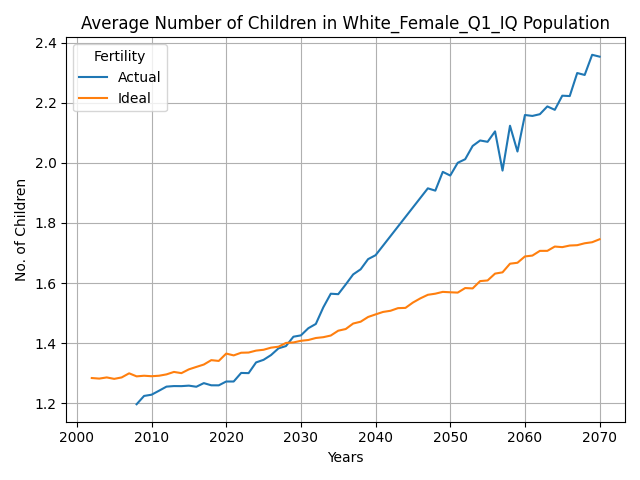 Average Number of Children in White_Female_Q1_IQ Population
Fertility
Actual
Ideal
No. of Children
2.4
2.2
2.0
1.8
1.6
1.4
1.2
2000 2010 2020 2030 2040 2050 2060 2070
Years